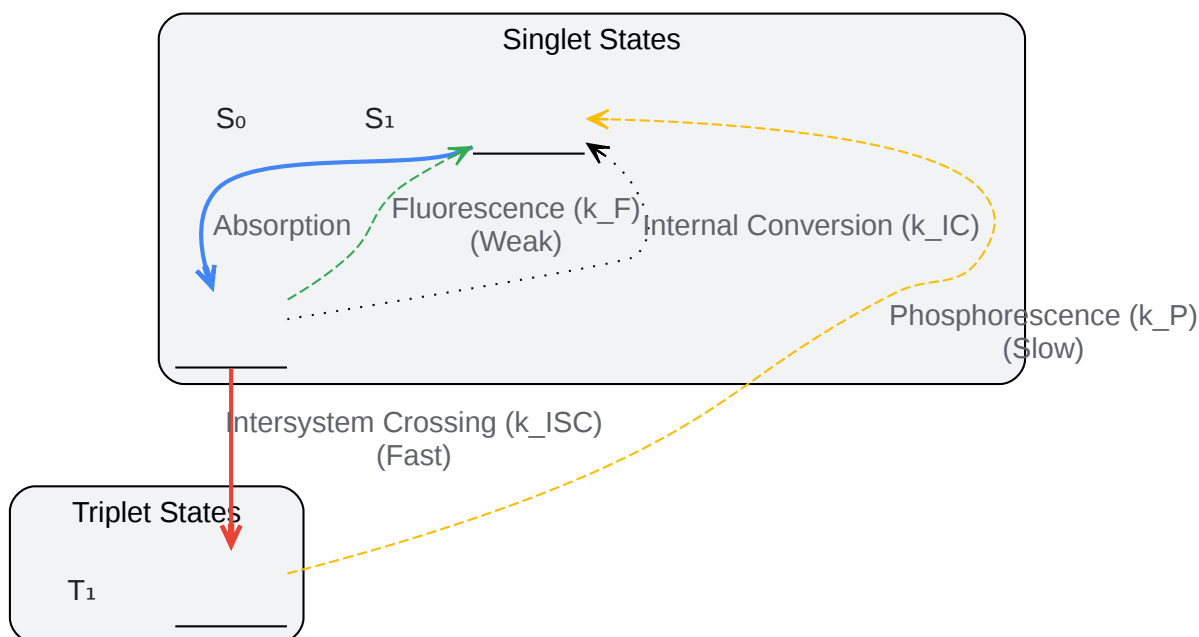 Singlet States
S₀
S₁
Absorption
Fluorescence (k_F)
(Weak)
Internal Conversion (k_IC)
Phosphorescence (k_P)
(Slow)
Intersystem Crossing (k_ISC)
(Fast)
Triplet States
T₁